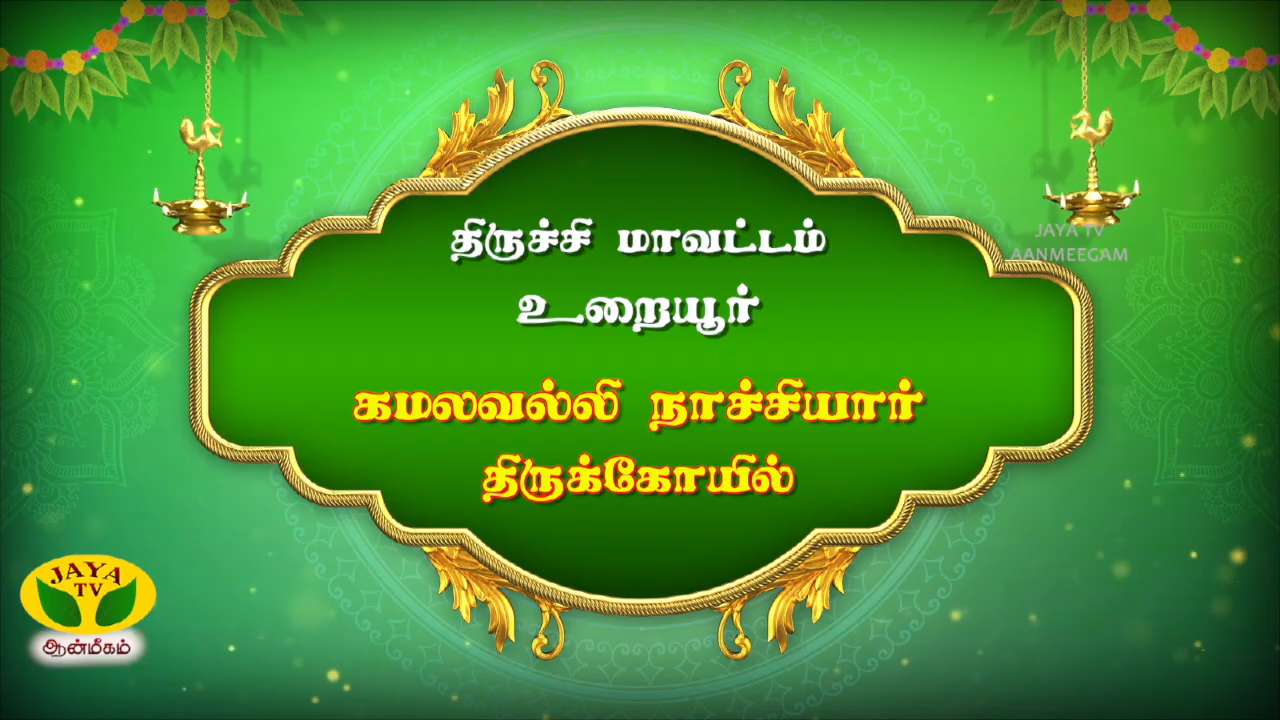 திருச்சி மாவட்டம்
உறையூர்
கமலவல்லி நாச்சியார்
திருக்கோயில்
JAYA TV
AANMEEGAM
JAYA
TV
ஆன்மீகம்